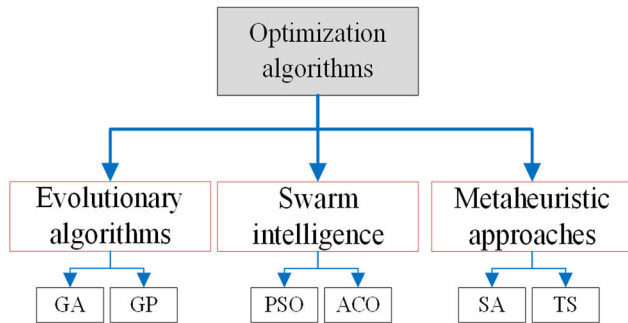 Optimization
algorithms
Evolutionary
algorithms
Swarm
intelligence
Metaheuristic
approaches
GA
GP
PSO
ACO
SA
TS